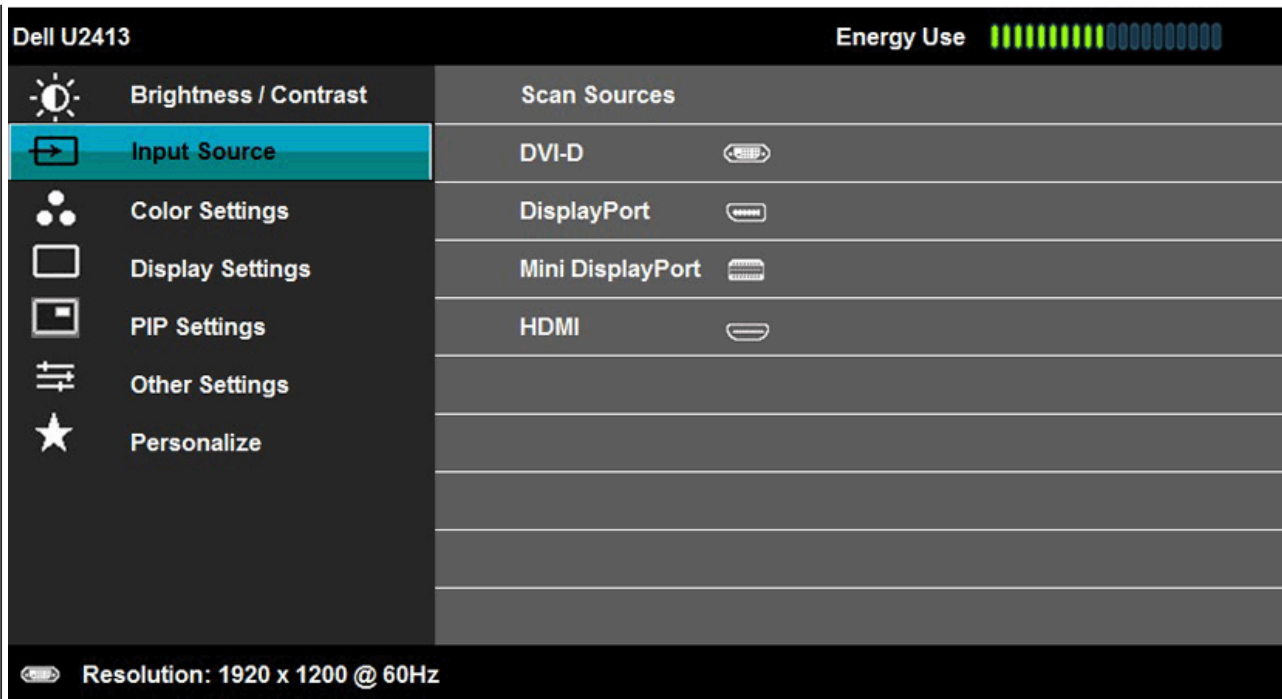 Dell U2413
Energy Use
Brightness / Contrast
Input Source
Color Settings
Display Settings
PIP Settings
Other Settings
Personalize
Scan Sources
DVI-D
DisplayPort
Mini DisplayPort
HDMI
Resolution: 1920 x 1200 @ 60Hz